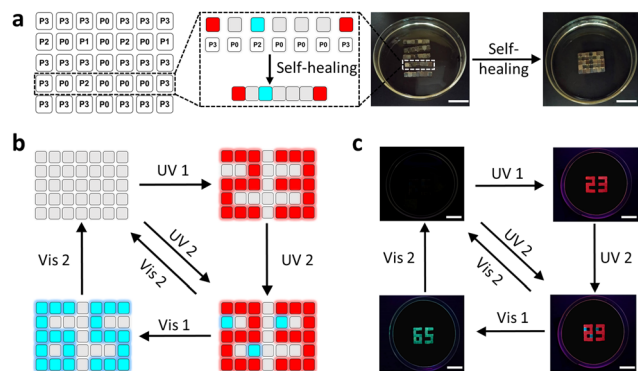 a
P3 P3 P3 P0 P3 P3 P3
P2 P0 P1 P0 P2 P0 P1
P3 P3 P3 P0 P3 P3 P3
P3 P0 P2 P0 P0 P0 P3
P3 P3 P3 P0 P3 P3 P3
P3 P0 P2 P0 P0 P0 P3
Self-healing
Self-
healing
b
UV 1
UV 2
Vis 2
UV 2
Vis 1
Vis 2
c
UV 1
23
UV 2
Vis 2
UV 2
89
Vis 1
65
Vis 2